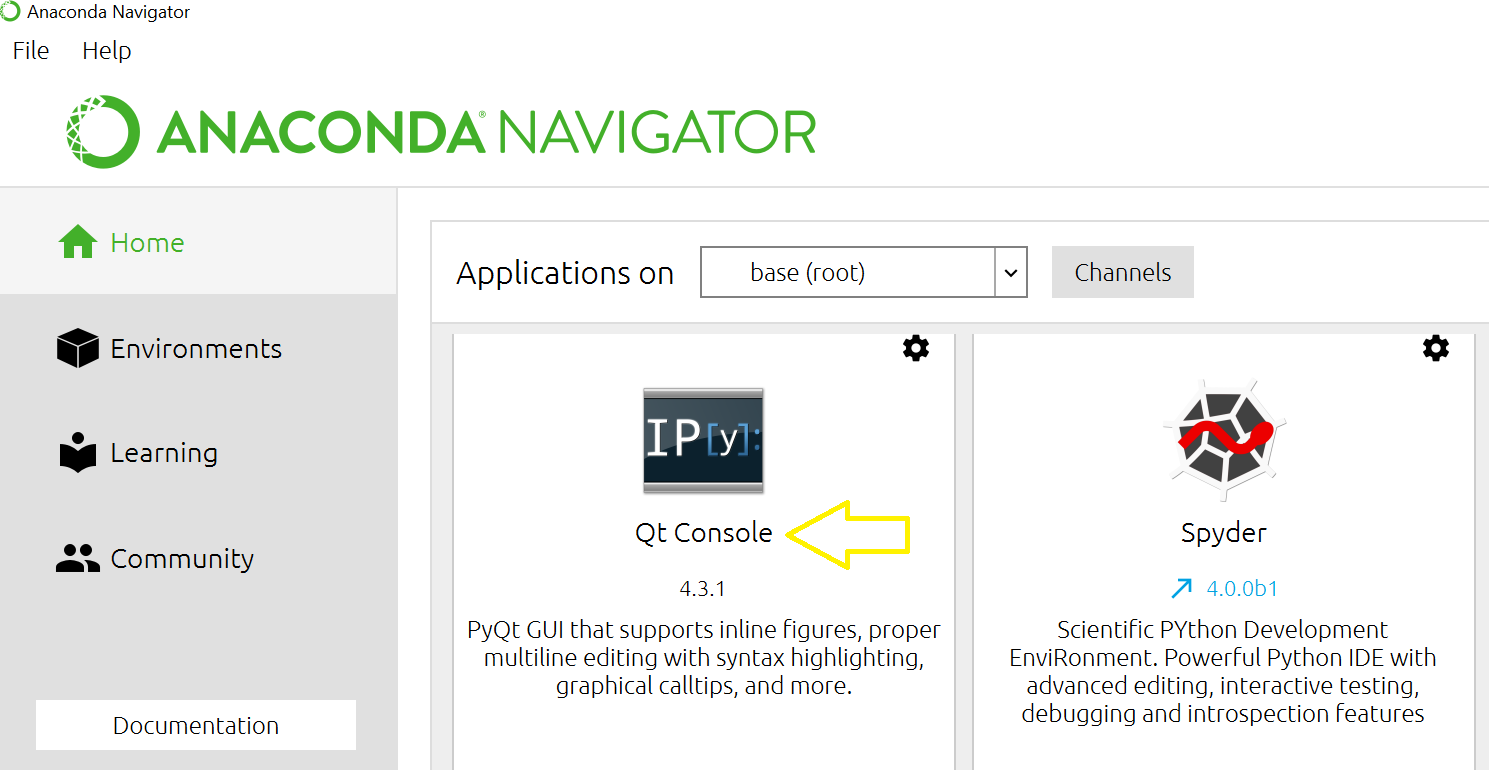 Anaconda Navigator
File Help
ANACONDA® NAVIGATOR
Home
Environments
Learning
Community
Documentation
Applications on base (root) Channels
IP[y]:
Qt Console
4.3.1
PyQt GUI that supports inline figures, proper
multiline editing with syntax highlighting,
graphical calltips, and more.
Spyder
4.0.0b1
Scientific PYthon Development
EnviRonment. Powerful Python IDE with
advanced editing, interactive testing,
debugging and introspection features